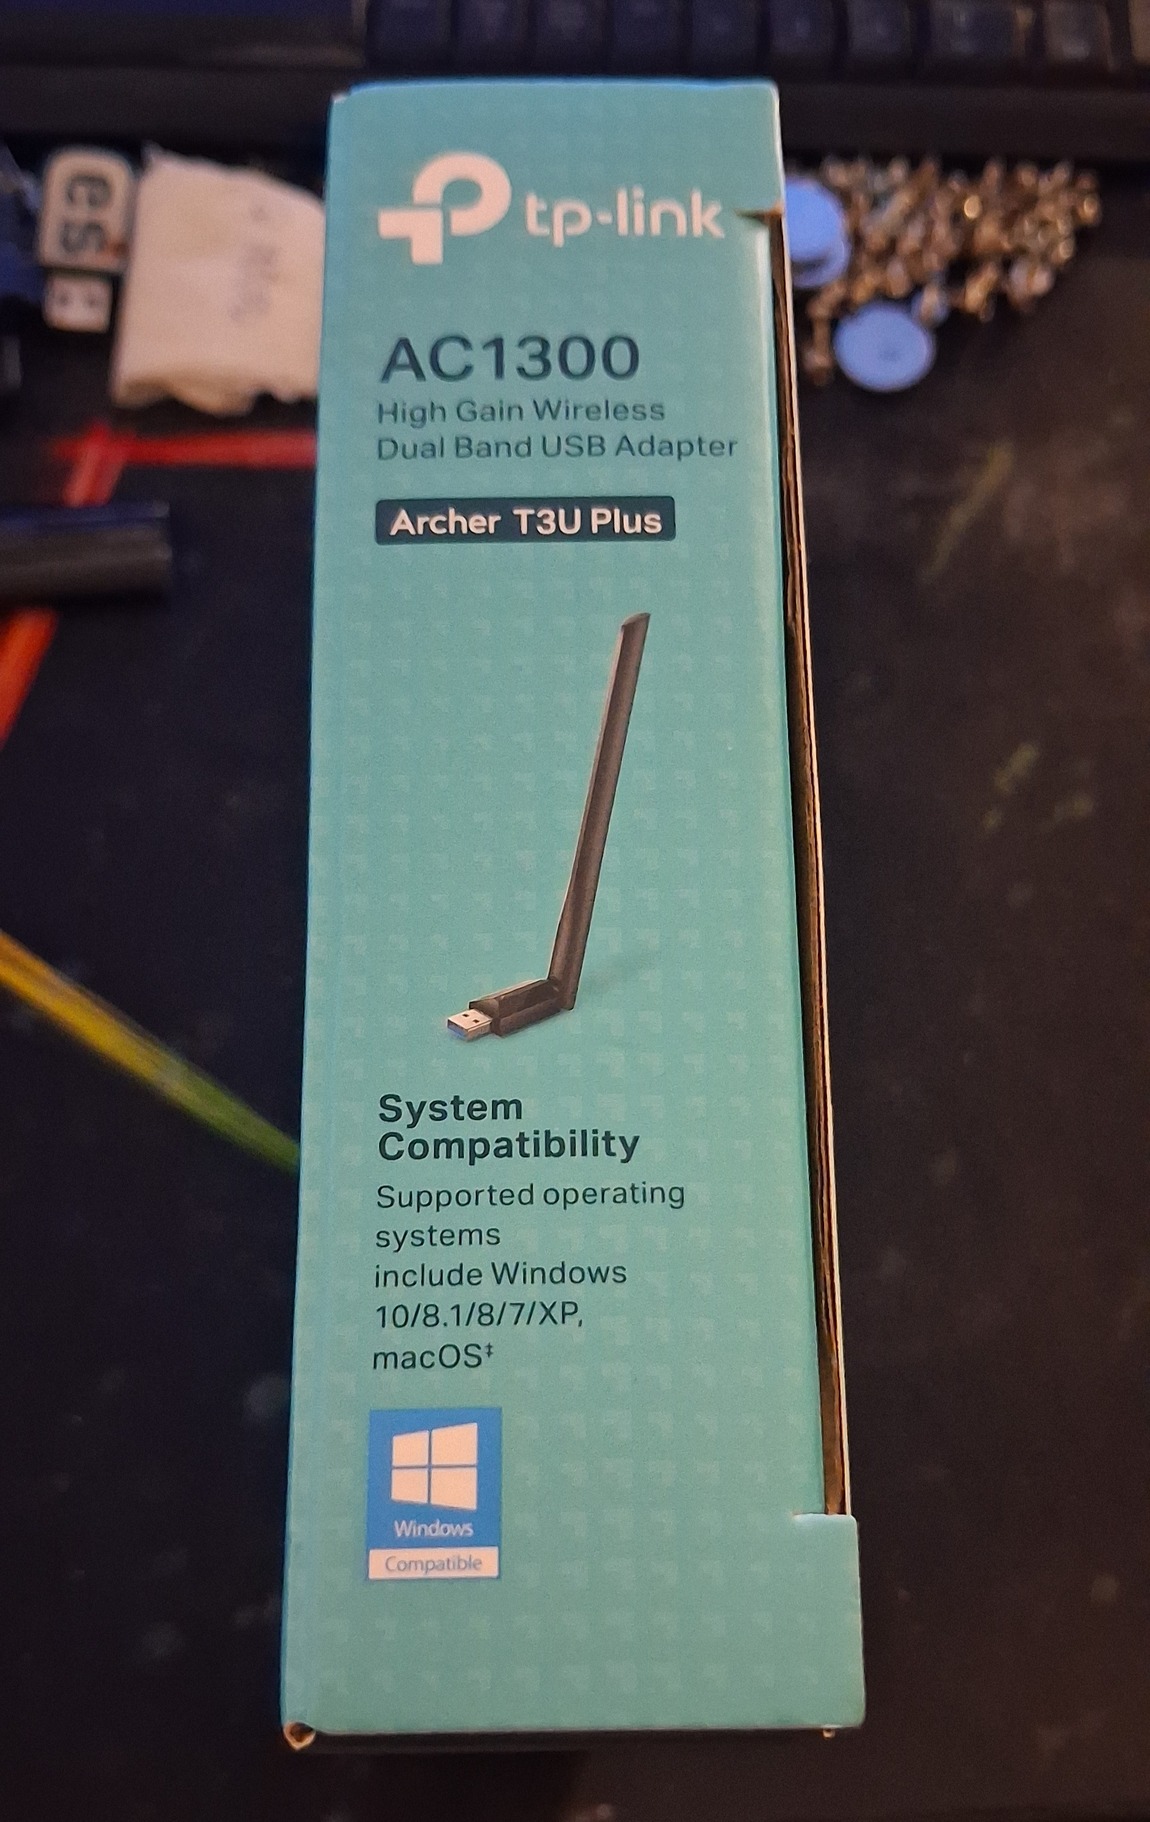 es
tp-link
AC1300
High Gain Wireless
Dual Band USB Adapter
Archer T3U Plus
System
Compatibility
Supported operating
systems
include Windows
10/8.1/8/7/XP,
macOS‡
Windows
Compatible